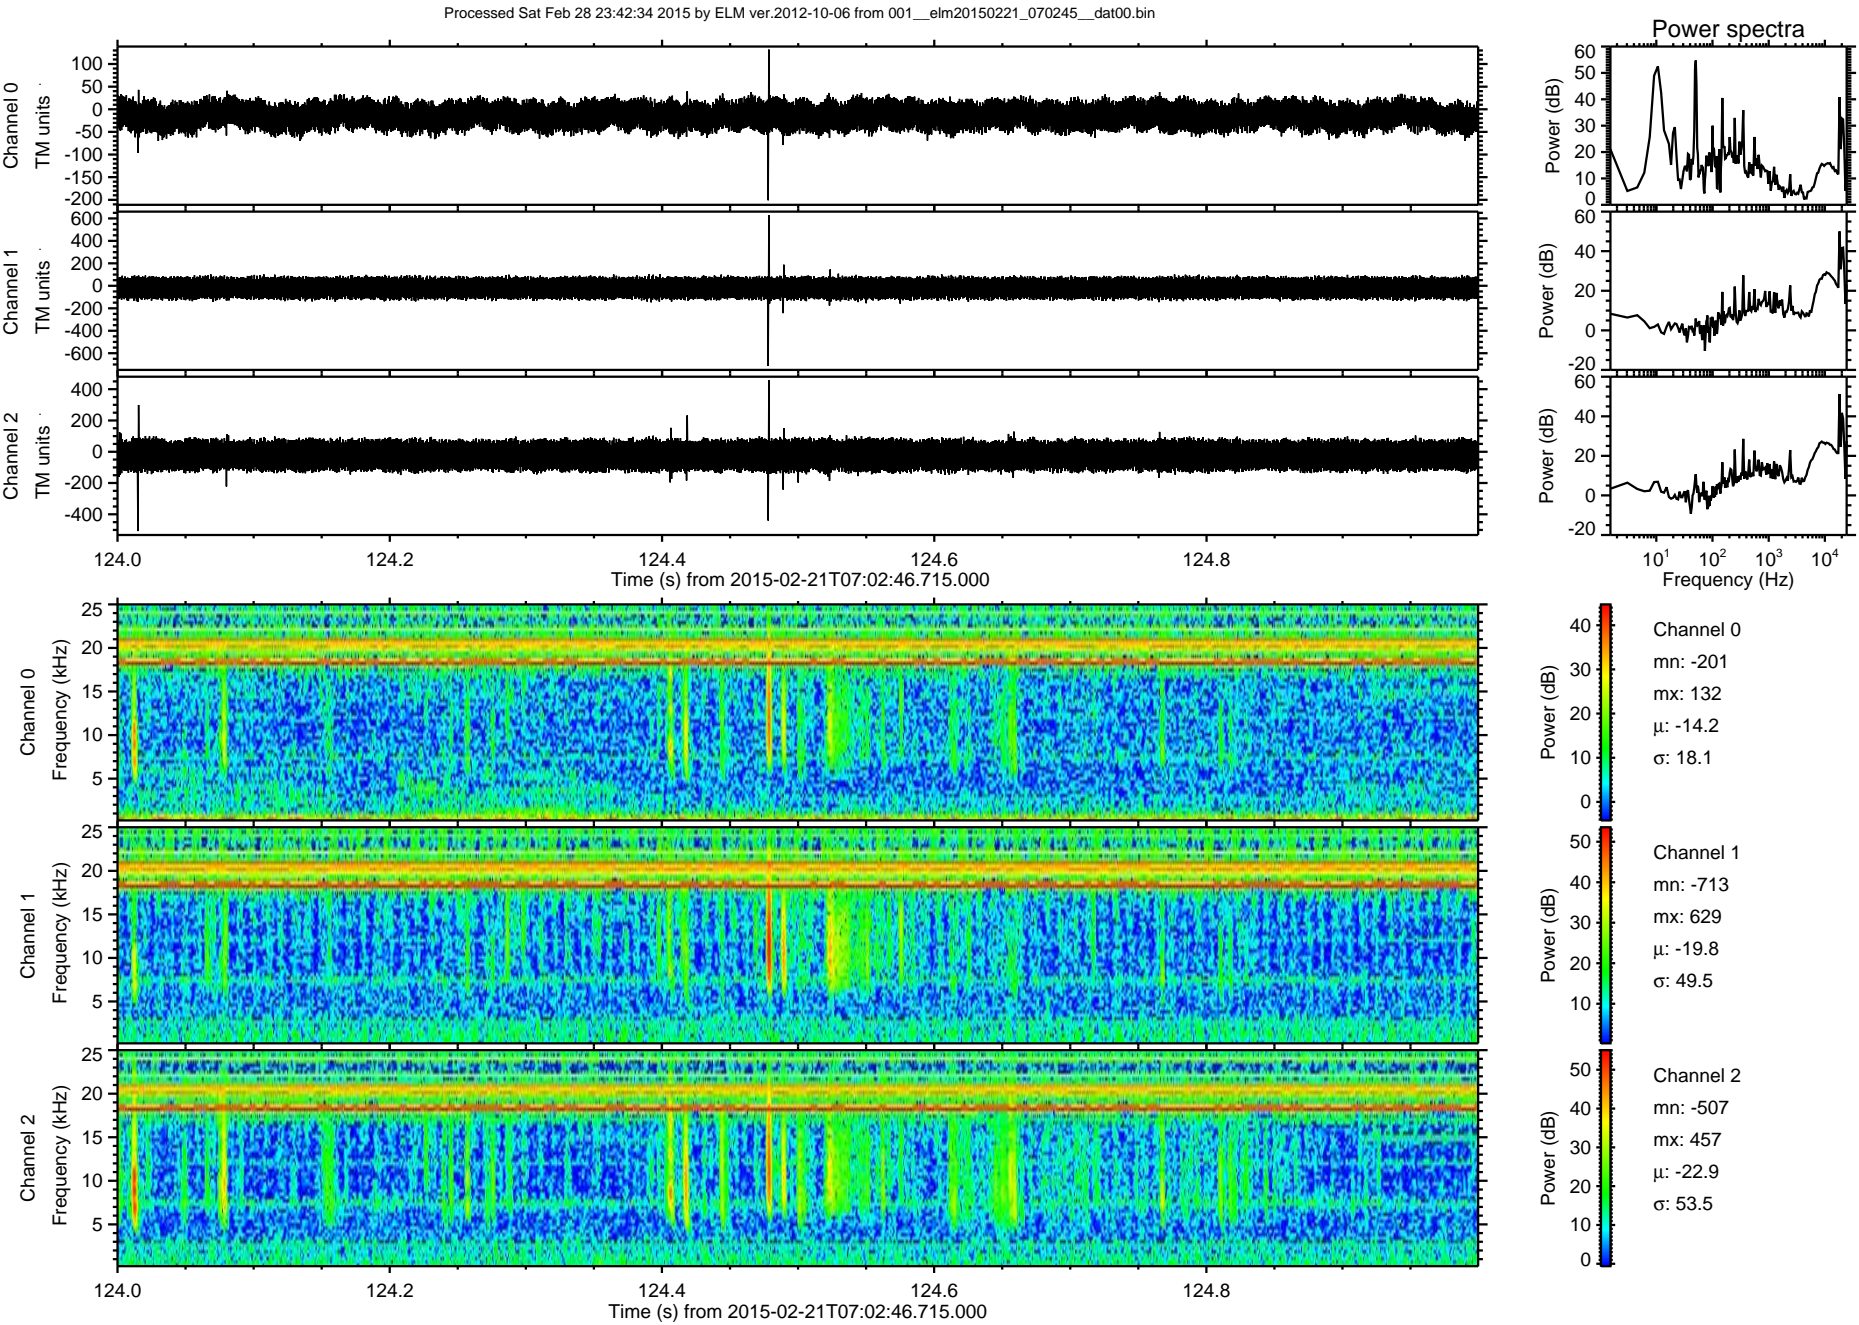 Processed Sat Feb 28 23:42:34 2015 by ELM ver.2012-10-06 from 001__elm20150221_070245__dat00.bin
Power spectra
Channel 0
TM units
100
50
0
-50
-100
-150
-200
Power (dB)
60
50
40
30
20
10
0
Channel 1
TM units
600
400
200
0
-200
-400
-600
Power (dB)
60
40
20
0
-20
Channel 2
TM units
400
200
0
-200
-400
Power (dB)
60
40
20
0
-20
124.0 124.2 124.4 124.6 124.8
Time (s) from 2015-02-21T07:02:46.715.000
10¹ 10² 10³ 10⁴
Frequency (Hz)
Channel 0
Frequency (kHz)
25
20
15
10
5
Power (dB)
40
30
20
10
0
Channel 0
mn: -201
mx: 132
µ: -14.2
σ: 18.1
Channel 1
Frequency (kHz)
25
20
15
10
5
Power (dB)
50
40
30
20
10
Channel 1
mn: -713
mx: 629
µ: -19.8
σ: 49.5
Channel 2
Frequency (kHz)
25
20
15
10
5
Power (dB)
50
40
30
20
10
0
Channel 2
mn: -507
mx: 457
µ: -22.9
σ: 53.5
124.0 124.2 124.4 124.6 124.8
Time (s) from 2015-02-21T07:02:46.715.000